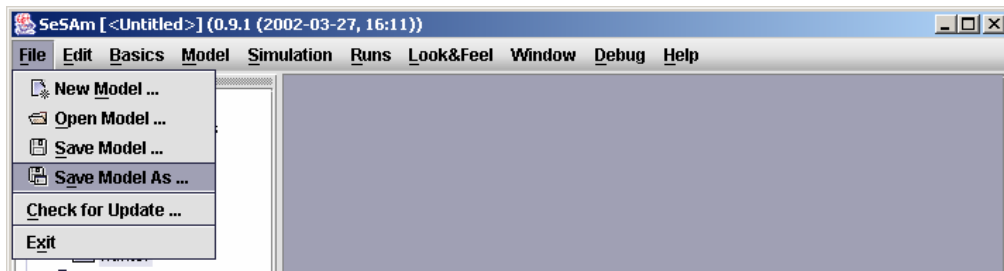 SeSAm [ <Untitled>] (0.9.1 (2002-03-27, 16:11))
File Edit Basics Model Simulation Runs Look&Feel Window Debug Help
New Model ...
Open Model ...
Save Model ...
Save Model As ...
Check for Update ...
Exit